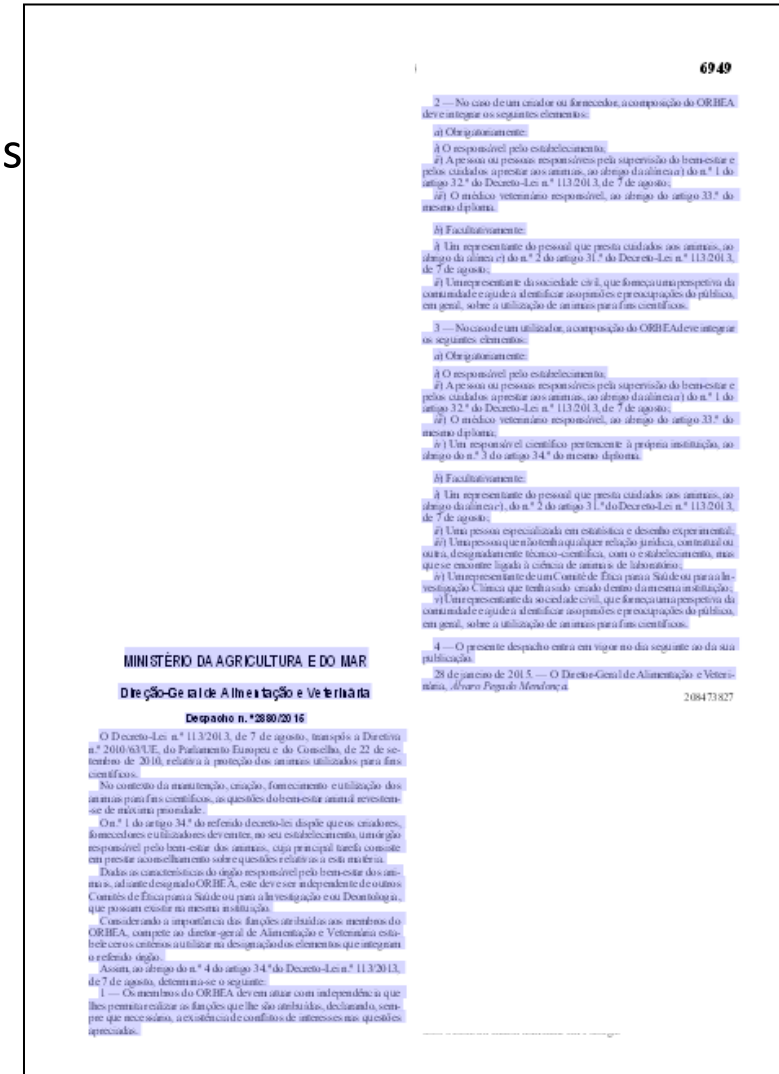 s
6949
MINISTÉRIO DA AGRICULTURA E DO MAR
Direção-Geral de Alimentação e Veterinária
Despacho n.º 2880/2015
O Decreto-Lei n.º 113/2013, de 7 de agosto, transpôs a Diretiva
n.º 2010/63/UE, do Parlamento Europeu e do Conselho, de 22 de se-
tembro de 2010, relativa à proteção dos animais utilizados para fins
científicos.
No contexto da manutenção, criação, fornecimento e utilização dos
animais para fins científicos, as questões do bem-estar animal revestem-
-se de máxima prioridade.
O n.º 1 do artigo 34.º do referido decreto-lei dispõe que os criadores,
fornecedores e utilizadores devem ter, no seu estabelecimento, um órgão
responsável pelo bem-estar dos animais, cuja principal tarefa consiste
em prestar aconselhamento sobre questões relativas a esta matéria.
Dadas as características do órgão responsável pelo bem-estar dos ani-
mais, adiante designado ORBEA, este deve ser independente de outros
Comités de Ética para a Saúde ou para a Investigação e ou Deontologia,
que possam existir na mesma instituição.
Considerando a importância das funções atribuídas aos membros do
ORBEA, compete ao diretor-geral de Alimentação e Veterinária esta-
belecer os critérios a utilizar na designação dos elementos que integram
o referido órgão.
Assim, ao abrigo do n.º 4 do artigo 34.º do Decreto-Lei n.º 113/2013,
de 7 de agosto, determina-se o seguinte:
1 — Os membros do ORBEA devem atuar com independência que
lhes permita realizar as funções que lhe são atribuídas, declarando, sem-
pre que necessário, a existência de conflitos de interesses nas questões
apreciadas.
2 — No caso de um criador ou fornecedor, a composição do ORBEA
deve integrar os seguintes elementos:
a) Obrigatoriamente:
i) O responsável pelo estabelecimento;
ii) A pessoa ou pessoas responsáveis pela supervisão do bem-estar e
pelos cuidados a prestar aos animais, ao abrigo da alínea a) do n.º 1 do
artigo 32.º do Decreto-Lei n.º 113/2013, de 7 de agosto;
iii) O médico veterinário responsável, ao abrigo do artigo 33.º do
mesmo diploma.
b) Facultativamente:
i) Um representante do pessoal que presta cuidados aos animais, ao
abrigo da alínea c) do n.º 2 do artigo 31.º do Decreto-Lei n.º 113/2013,
de 7 de agosto;
ii) Um representante da sociedade civil, que forneça uma perspetiva da
comunidade e ajude a identificar as opiniões e preocupações do público,
em geral, sobre a utilização de animais para fins científicos.
3 — No caso de um utilizador, a composição do ORBEA deve integrar
os seguintes elementos:
a) Obrigatoriamente:
i) O responsável pelo estabelecimento;
ii) A pessoa ou pessoas responsáveis pela supervisão do bem-estar e
pelos cuidados a prestar aos animais, ao abrigo da alínea a) do n.º 1 do
artigo 32.º do Decreto-Lei n.º 113/2013, de 7 de agosto;
iii) O médico veterinário responsável, ao abrigo do artigo 33.º do
mesmo diploma;
iv) Um responsável científico pertencente à própria instituição, ao
abrigo do n.º 3 do artigo 34.º do mesmo diploma.
b) Facultativamente:
i) Um representante do pessoal que presta cuidados aos animais, ao
abrigo da alínea c), do n.º 2 do artigo 31.º do Decreto-Lei n.º 113/2013,
de 7 de agosto;
ii) Uma pessoa especializada em estatística e desenho experimental;
iii) Uma pessoa que não tenha qualquer relação jurídica, contratual ou
outra, designadamente técnico-científica, com o estabelecimento, mas
que se encontre ligada à ciência de animais de laboratório;
iv) Um representante de um Comité de Ética para a Saúde ou para a In-
vestigação Clínica que tenha sido criado dentro da mesma instituição;
v) Um representante da sociedade civil, que forneça uma perspetiva da
comunidade e ajude a identificar as opiniões e preocupações do público,
em geral, sobre a utilização de animais para fins científicos.
4 — O presente despacho entra em vigor no dia seguinte ao da sua
publicação.
28 de janeiro de 2015. — O Diretor-Geral de Alimentação e Veteri-
nária, Álvaro Pegado Mendonça.
208473827